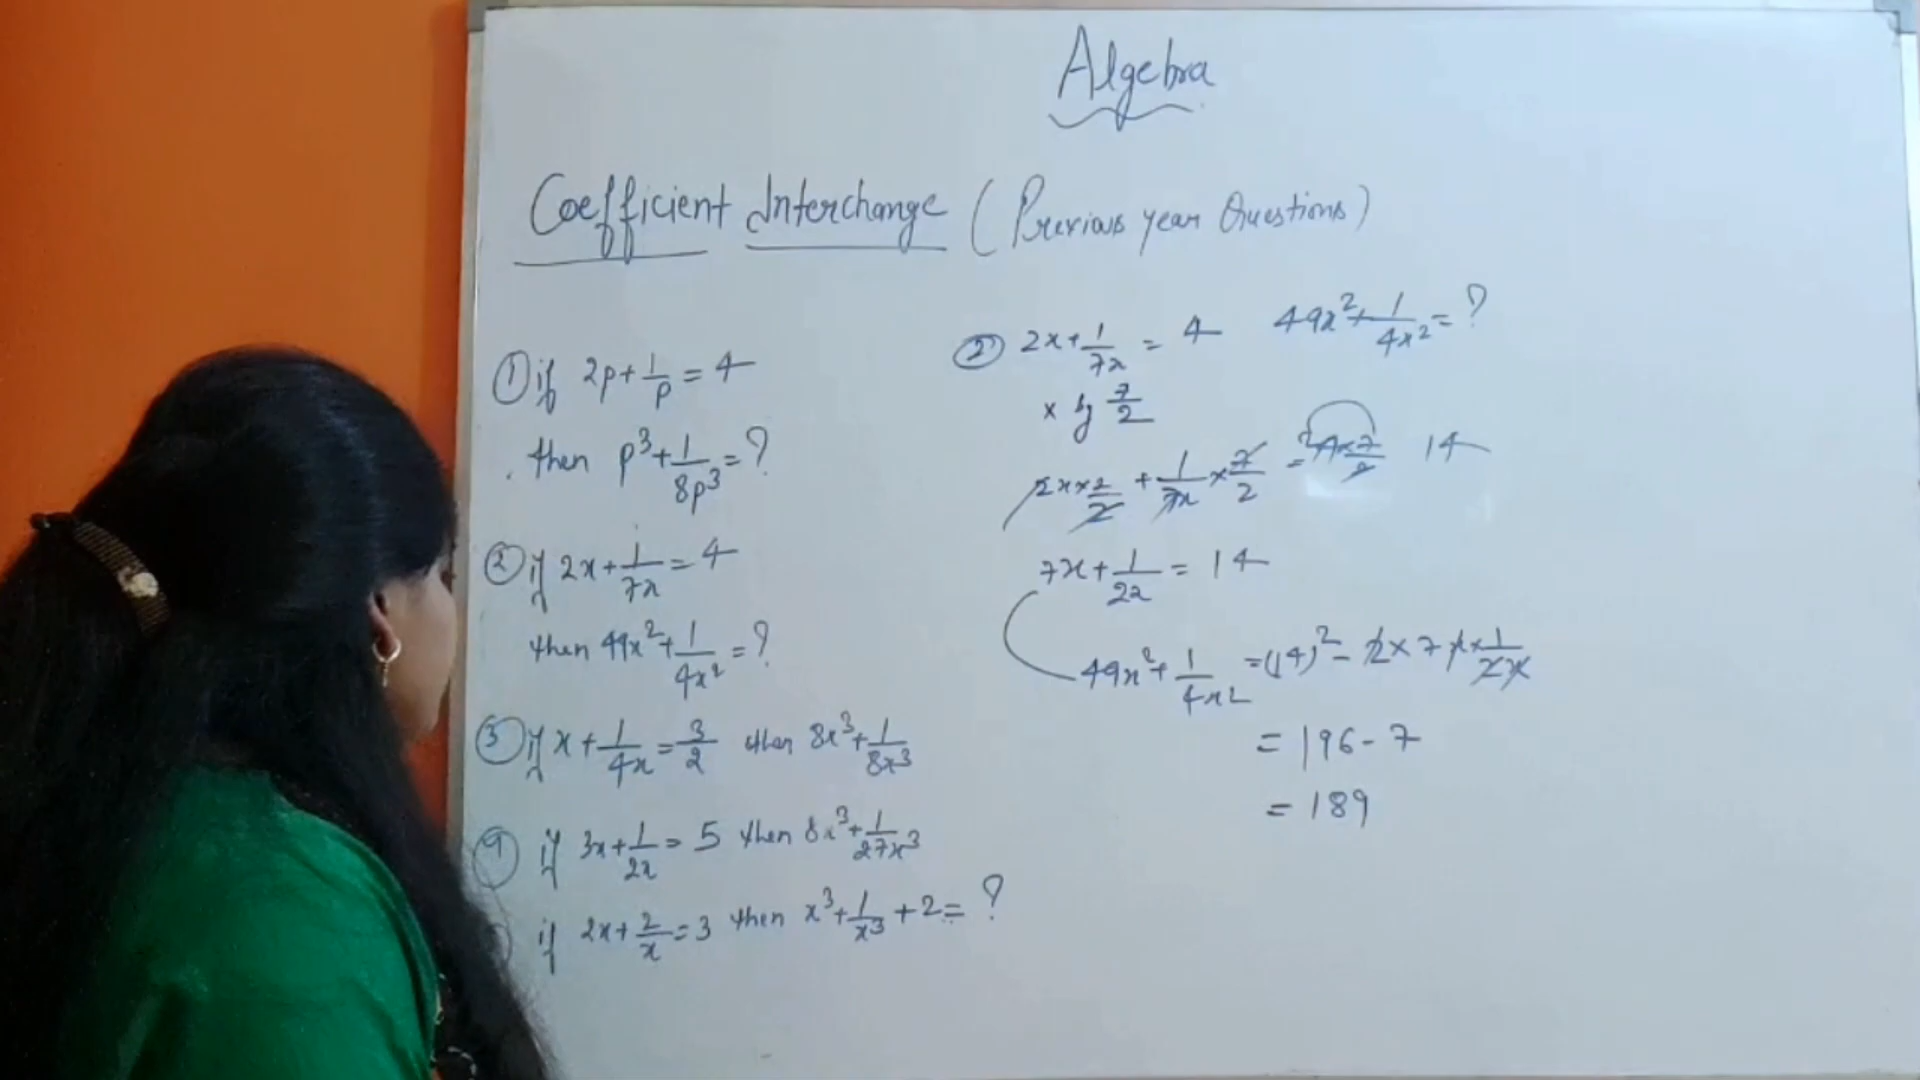 Algebra
Coefficient Interchange (Previous year Questions)
① if 2p + 1/p = 4
then p³ + 1/8p³ = ?
② if 2x + 1/7x = 4
then 49x² + 1/4x² = ?
③ if x + 1/4x = 3/2 then 8x³ + 1/8x³
if 3x + 1/2x = 5 then 8x³ + 1/27x³
if 2x + 2/x = 3 then x³ + 1/x³ + 2 = ?
② 2x + 1/7x = 4 49x² + 1/4x² = ?
x by 7/2
+ 1/7x × 7/2 = 14
7x + 1/2x = 14
49x² + 1/4x² = (14)² - 2 × 7x × 1/2x
= 196 - 7
= 189